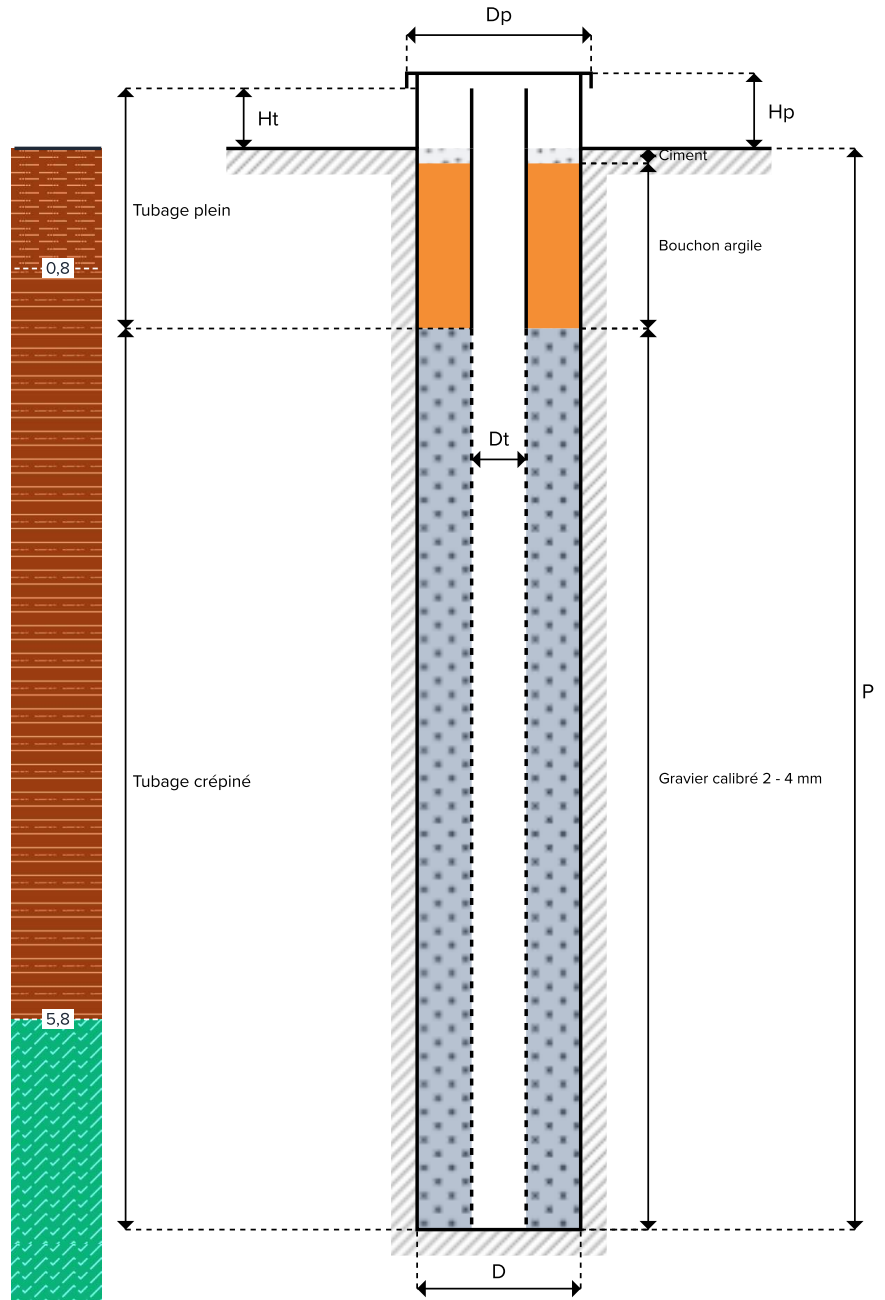 Dp
Ht
Hp
Ciment
Tubage plein
Bouchon argile
0,8
Dt
P
Tubage crépiné
Gravier calibré 2 - 4 mm
5,8
D